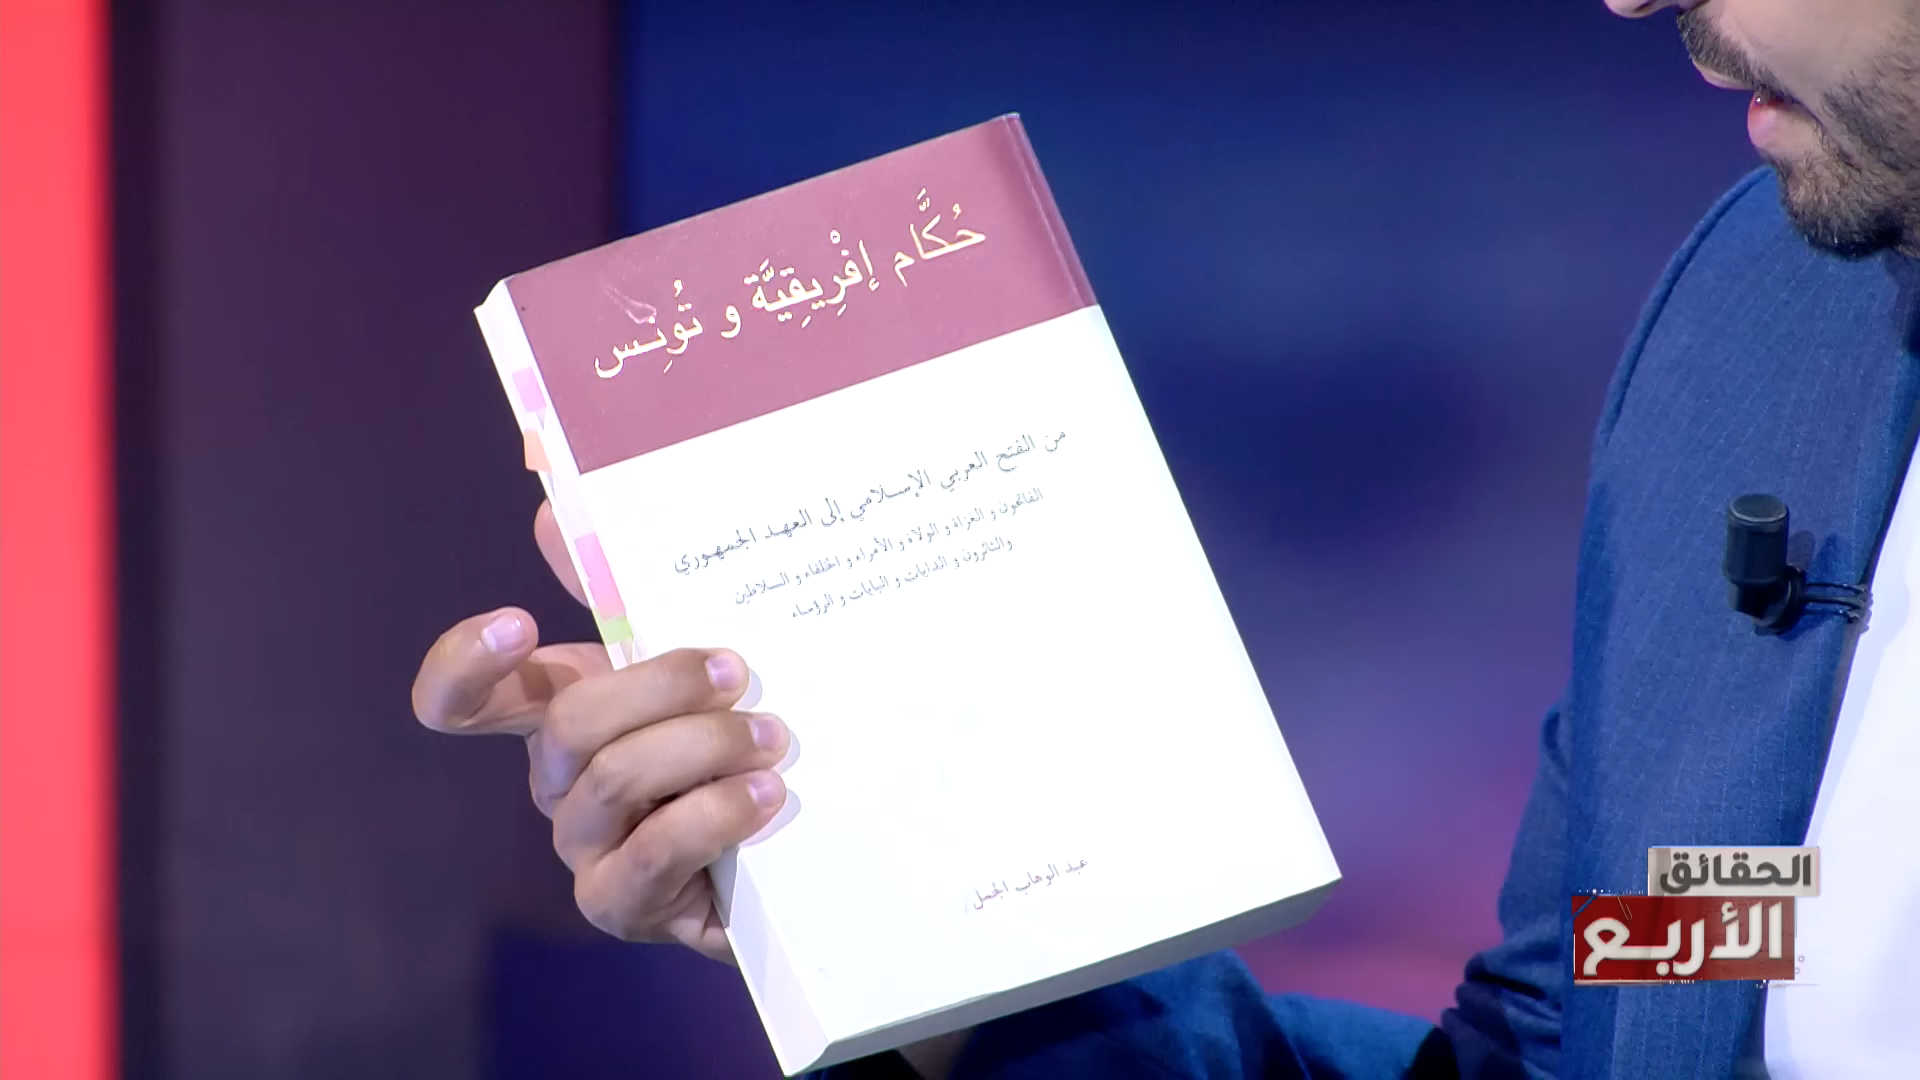 حُكَّام إفْرِيقِيَّة و تُونِس
من الفتح العربي الإسلامي إلى العهد الجمهوري
الفاتحون و الغزاة و الولاة و الأمراء و الخلفاء و السلاطين
والثائرون و الدايات و البايات و الرؤساء
عبد الوهاب الجمل
الحقائق
الأربع